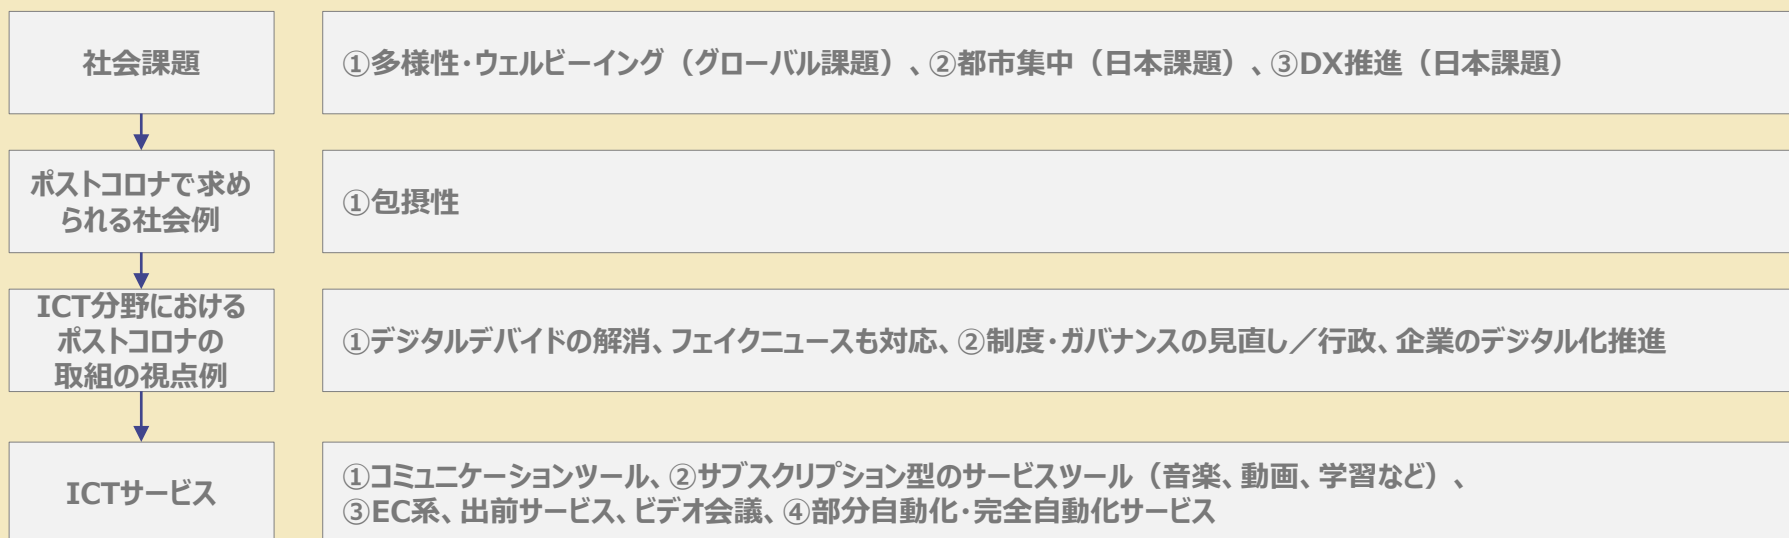 社会課題
①多様性・ウェルビーイング（グローバル課題）、②都市集中（日本課題）、③DX推進（日本課題）
ポストコロナで求め
られる社会例
①包摂性
ICT分野における
ポストコロナの
取組の視点例
①デジタルデバイドの解消、フェイクニュースも対応、②制度・ガバナンスの見直し／行政、企業のデジタル化推進
ICTサービス
①コミュニケーションツール、②サブスクリプション型のサービスツール（音楽、動画、学習など）、
③EC系、出前サービス、ビデオ会議、④部分自動化・完全自動化サービス